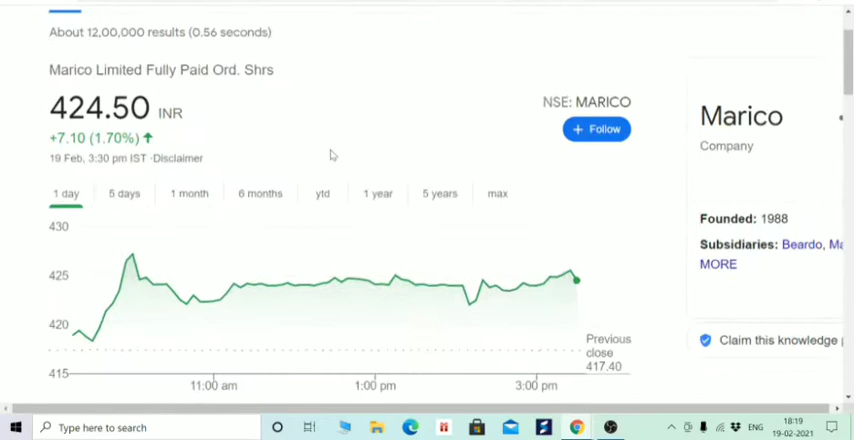 About 12,00,000 results (0.56 seconds)
Marico Limited Fully Paid Ord. Shrs
424.50 INR
+7.10 (1.70%)
19 Feb, 3:30 pm IST ·Disclaimer
NSE: MARICO
+ Follow
1 day 5 days 1 month 6 months ytd 1 year 5 years max
430
425
420
415
Previous
close
417.40
11:00 am 1:00 pm 3:00 pm
Marico
Company
Founded: 1988
Subsidiaries: Beardo, Ma
MORE
Claim this knowledge
Type here to search
ENG
18:19
19-02-2021